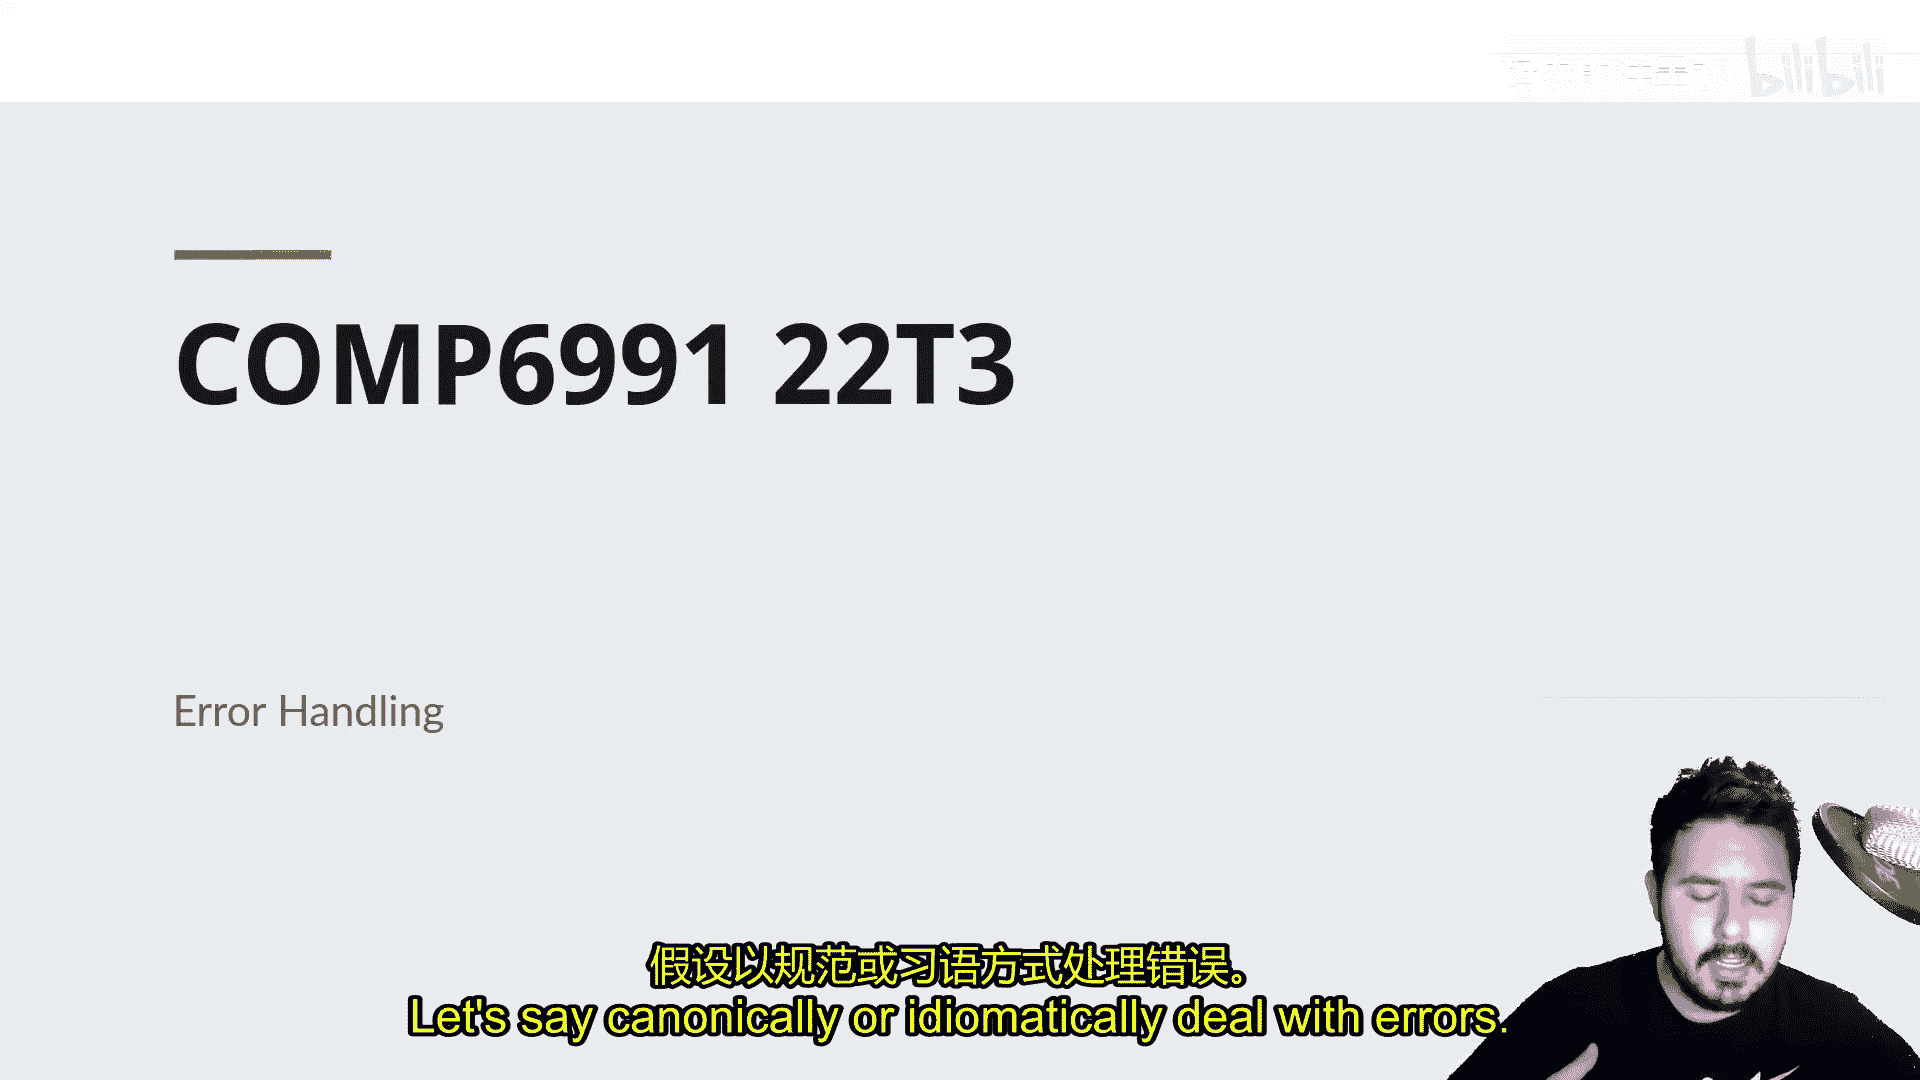 bilibili
COMP6991 22T3
Error Handling
假设以规范或习语方式处理错误。
Let's say canonically or idiomatically deal with errors.